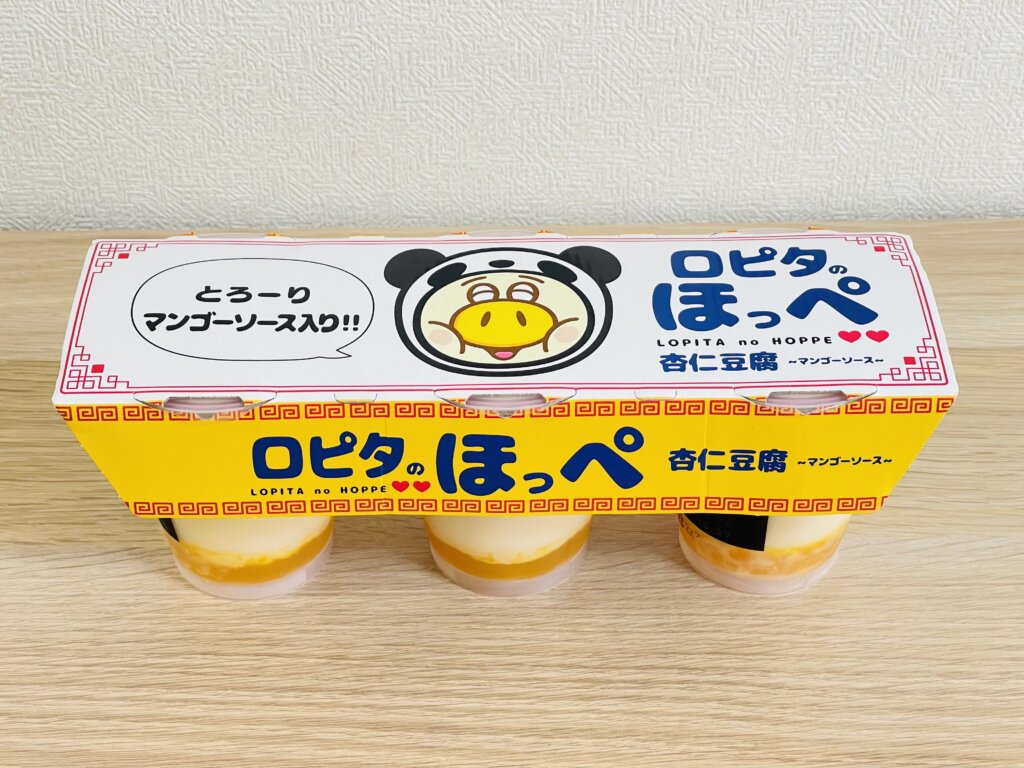 とろーり
マンゴーソース入り!!
ロピタの
ほっぺ
LOPITA no HOPPE
杏仁豆腐 ~マンゴーソース~
ロピタのほっぺ 杏仁豆腐 ~マンゴーソース~
LOPITA no HOPPE